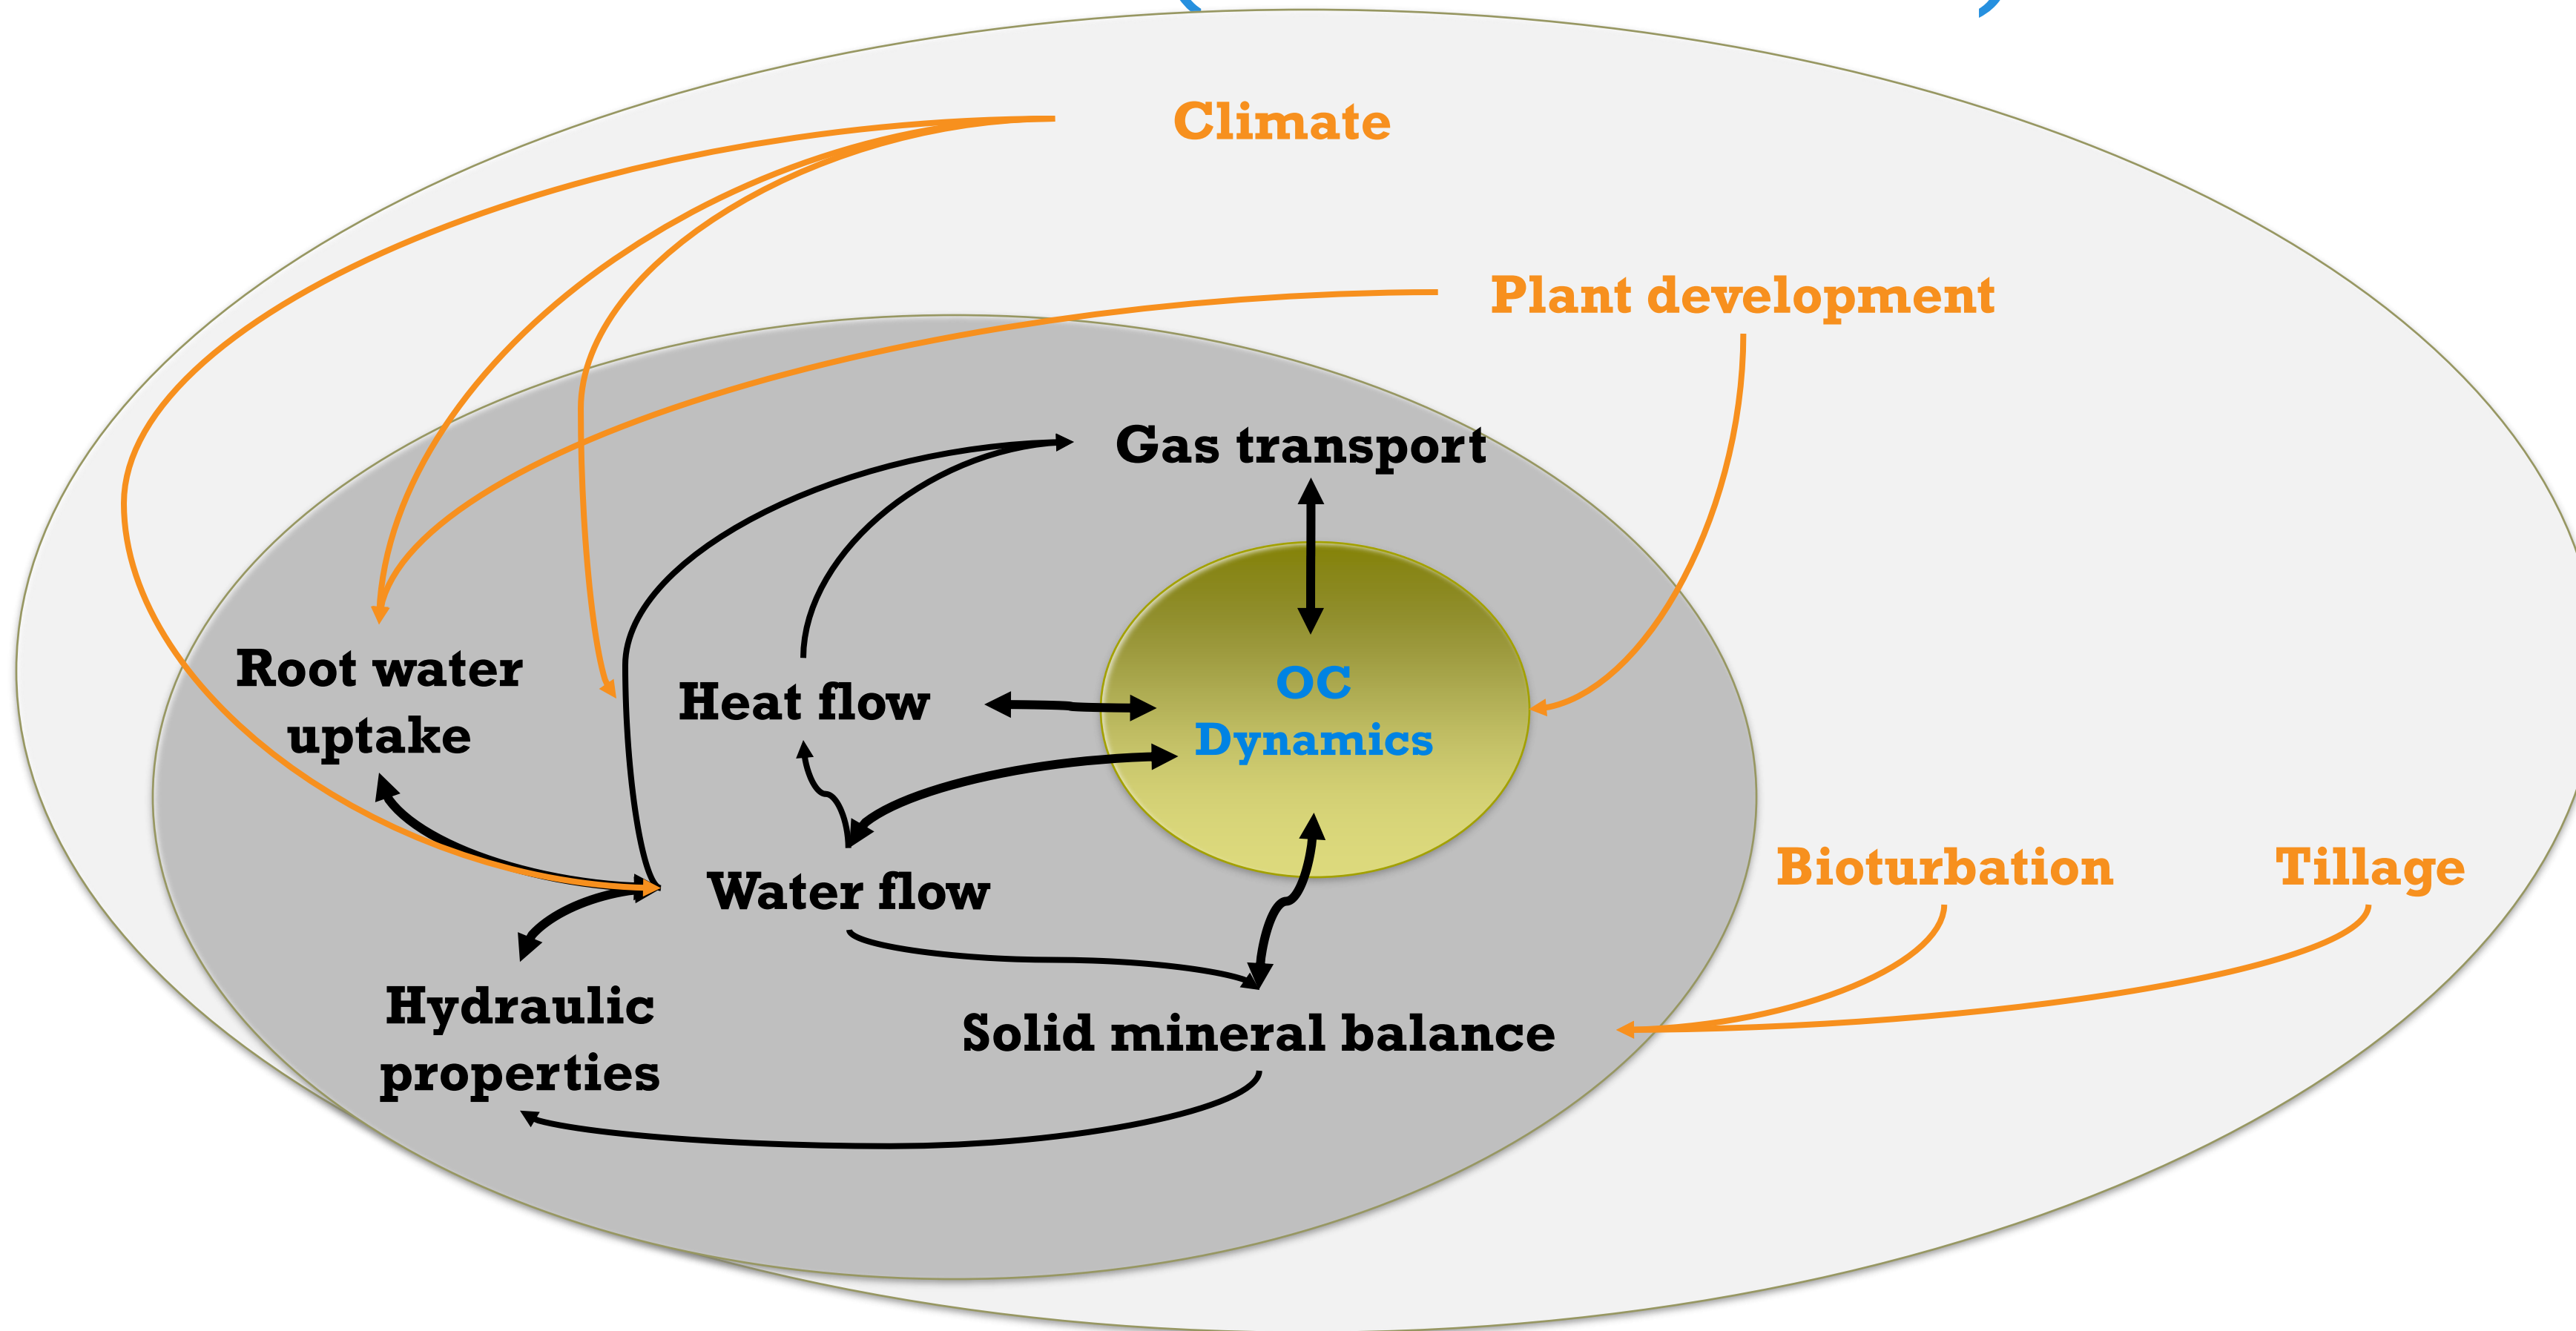 Climate
Plant development
Gas transport
Root water
uptake
Heat flow
OC
Dynamics
Water flow
Bioturbation
Tillage
Hydraulic
properties
Solid mineral balance